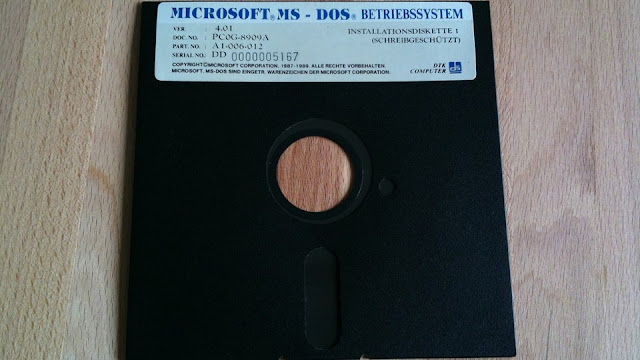 MICROSOFT® MS - DOS® BETRIEBSSYSTEM
VER : 4.01
DOC. NO. : PC0G-8909A
PART. NO. : A1-006-012
SERIAL NO.: DD 0000005167
INSTALLATIONSDISKETTE 1
(SCHREIBGESCHÜTZT)
COPYRIGHT©MICROSOFT CORPORATION, 1987-1989. ALLE RECHTE VORBEHALTEN.
MICROSOFT, MS-DOS SIND EINGETR. WARENZEICHEN DER MICROSOFT CORPORATION.
DTK
COMPUTER